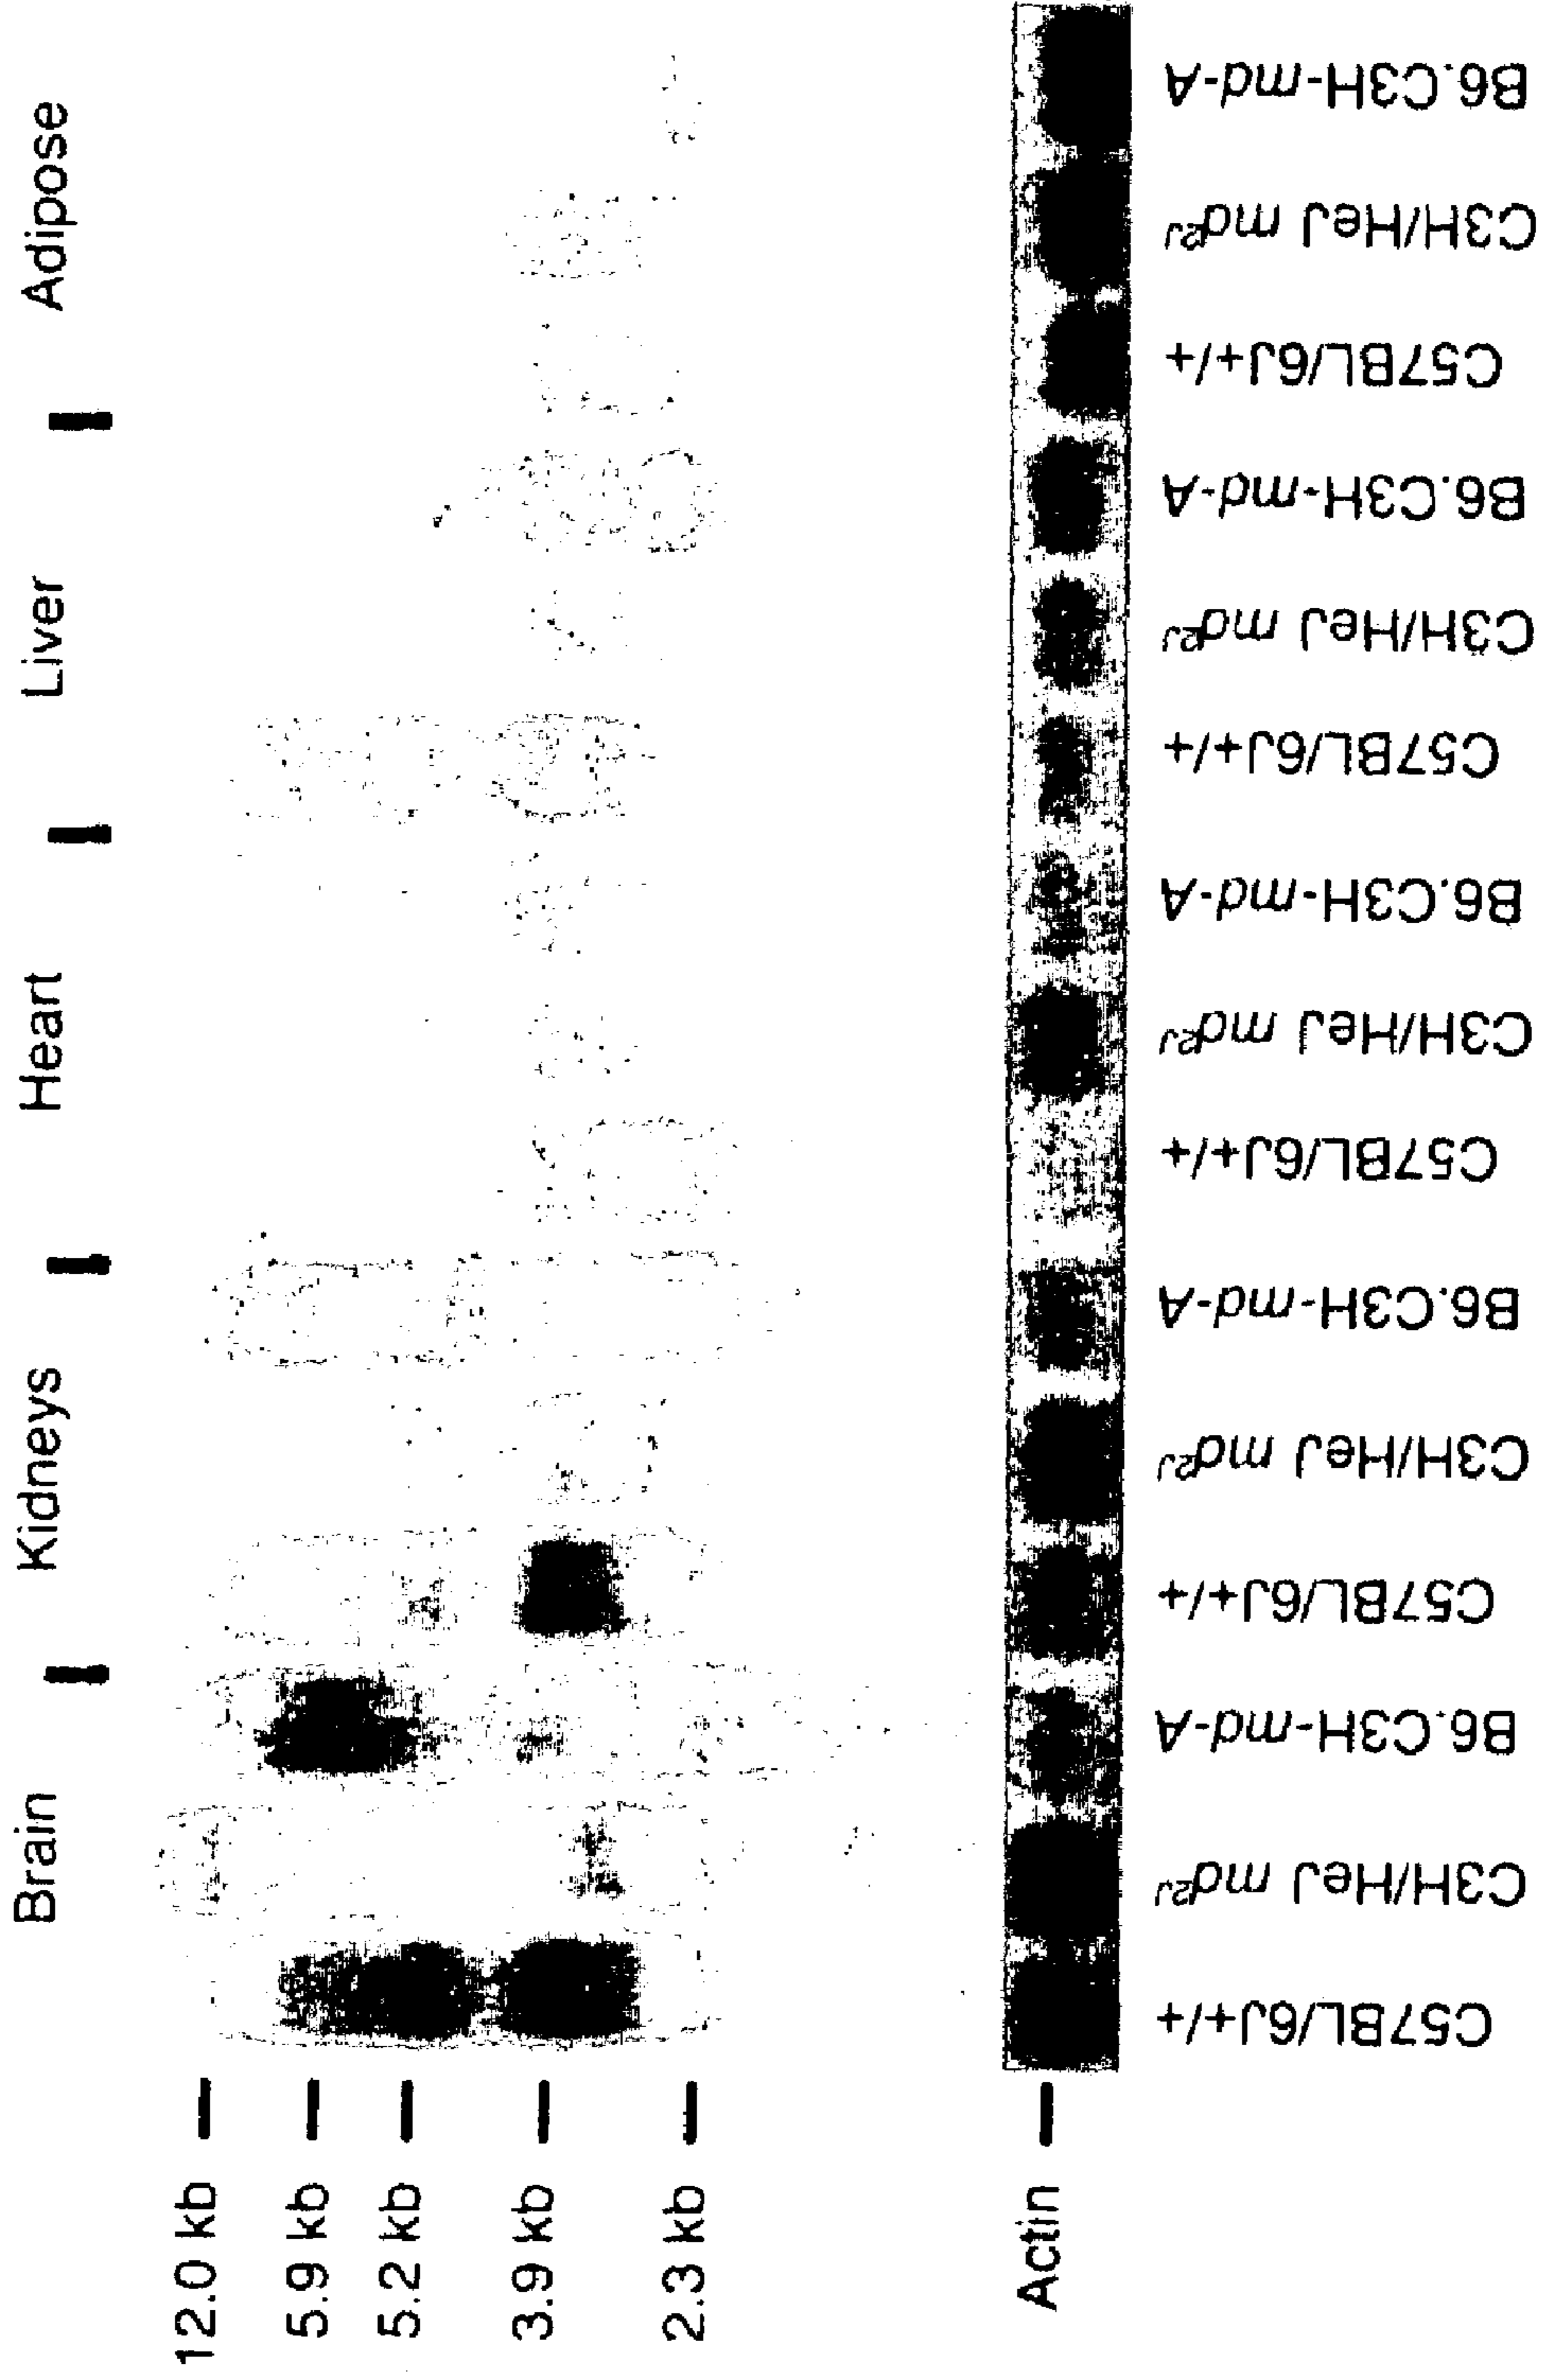 Brain
Kidneys
Heart
Liver
Adipose
12.0 kb
5.9 kb
5.2 kb
3.9 kb
2.3 kb
Actin
C57BL/6J+/+
C3H/HeJ md2J
B6.C3H-md-A
C57BL/6J+/+
C3H/HeJ md2J
B6.C3H-md-A
C57BL/6J+/+
C3H/HeJ md2J
B6.C3H-md-A
C57BL/6J+/+
C3H/HeJ md2J
B6.C3H-md-A
C57BL/6J+/+
C3H/HeJ md2J
B6.C3H-md-A